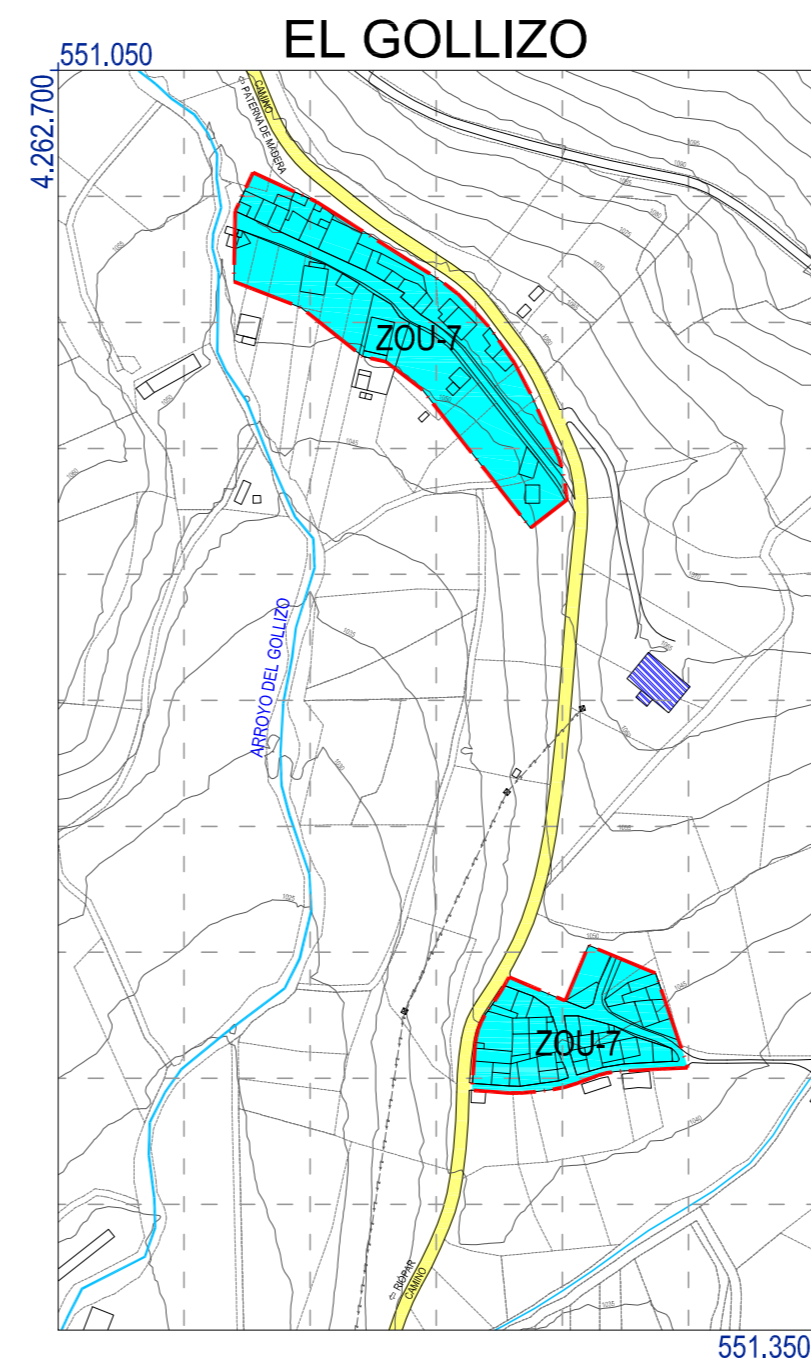 EL GOLLIZO
551.050
4.262.700
CAMINO
⇦ PATERNA DE MADERA
ZOU-7
ARROYO DEL GOLLIZO
ZOU-7
⇦ RIÓPAR
CAMINO
551.350